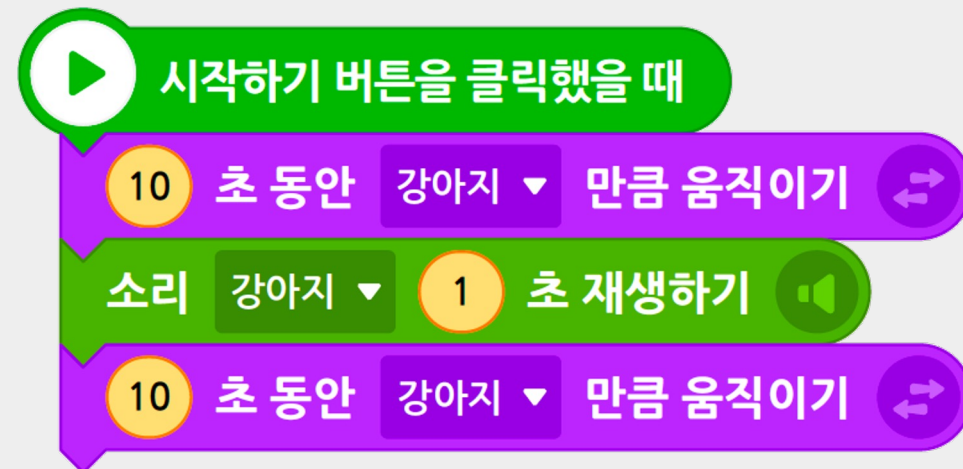 시작하기 버튼을 클릭했을 때
10 초 동안 강아지 만큼 움직이기
소리 강아지 1 초 재생하기
10 초 동안 강아지 만큼 움직이기